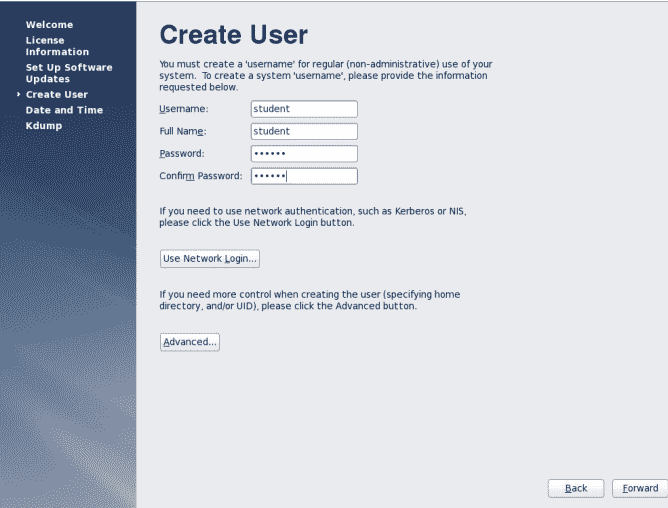 Welcome
License
Information
Set Up Software
Updates
Create User
Date and Time
Kdump
Create User
You must create a 'username' for regular (non-administrative) use of your
system.  To create a system 'username', please provide the information
requested below.
Username: student
Full Name: student
Password: ••••••
Confirm Password: ••••••
If you need to use network authentication, such as Kerberos or NIS,
please click the Use Network Login button.
Use Network Login...
If you need more control when creating the user (specifying home
directory, and/or UID), please click the Advanced button.
Advanced...
Back Forward